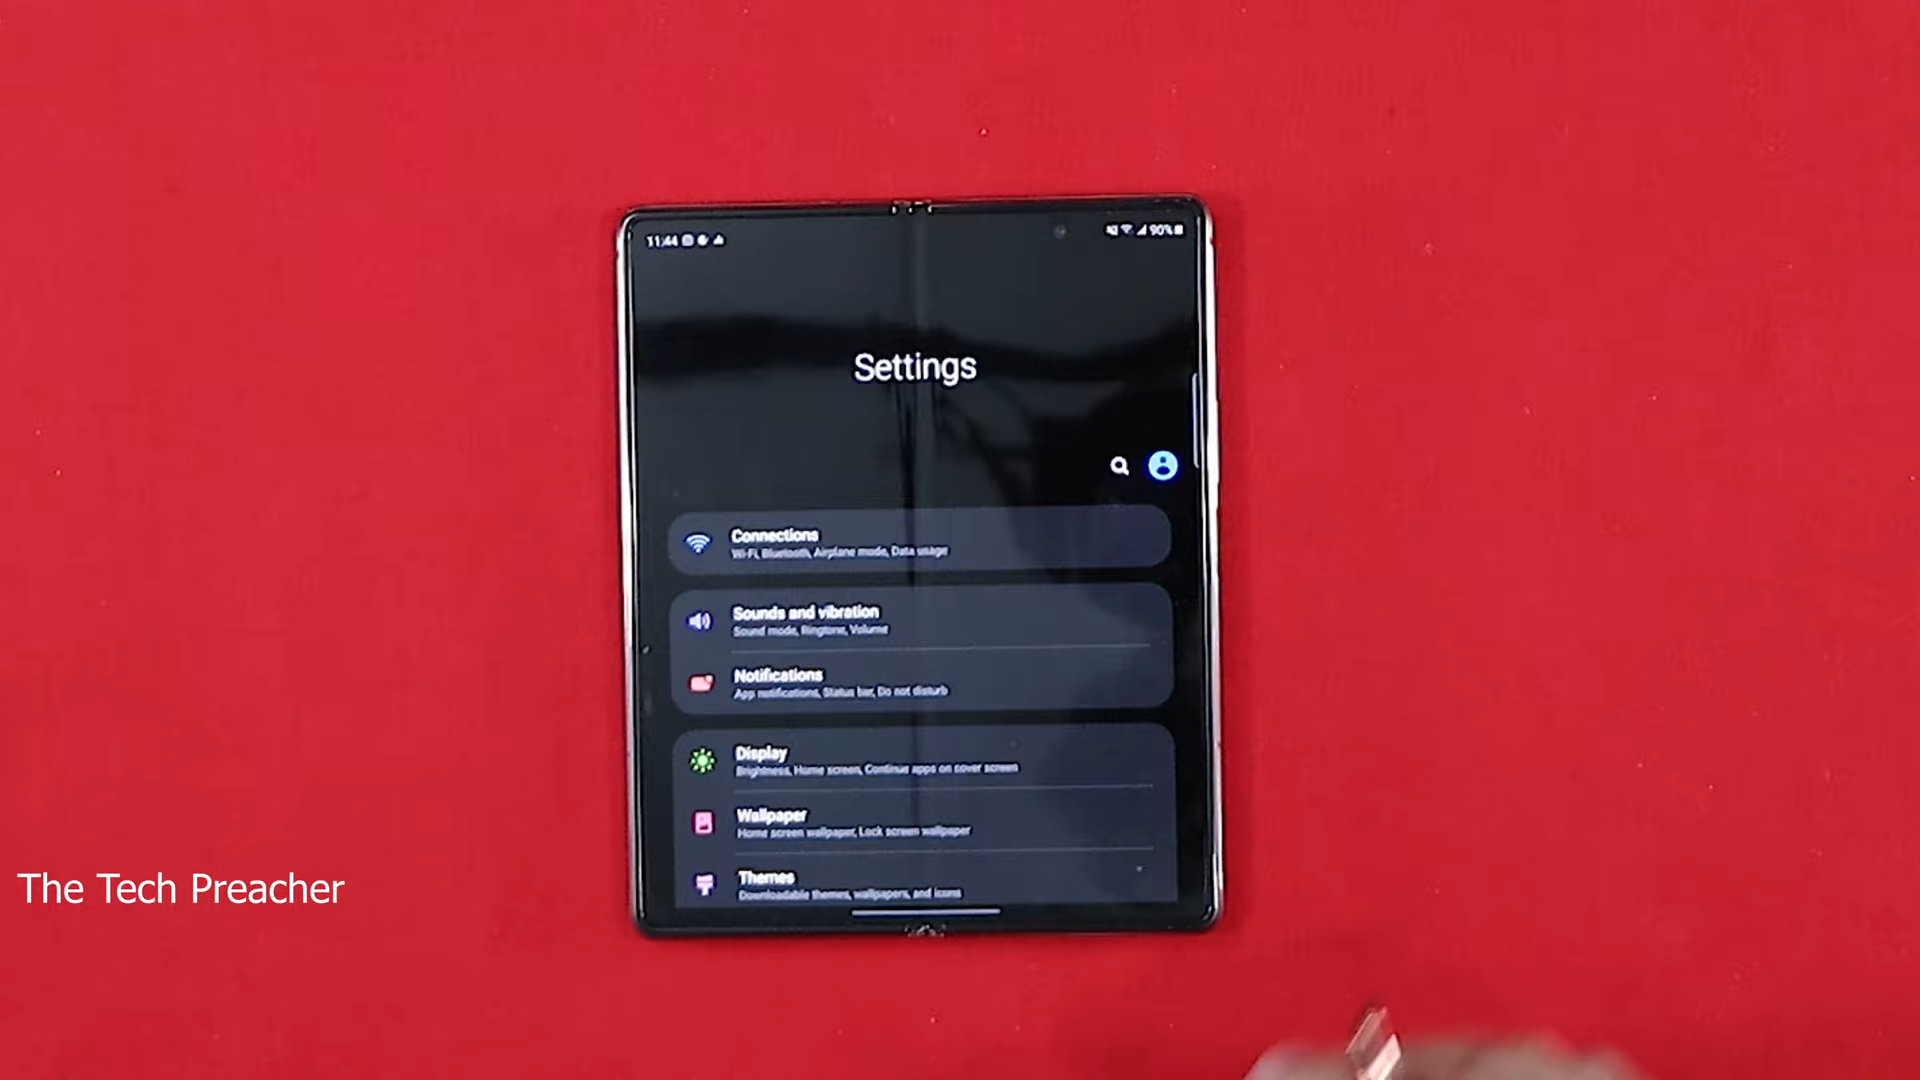 11:44
90%
Settings
Connections
Wi-Fi, Bluetooth, Airplane mode, Data usage
Sounds and vibration
Sound mode, Ringtone, Volume
Notifications
App notifications, Status bar, Do not disturb
Display
Brightness, Home screen, Continue apps on cover screen
Wallpaper
Home screen wallpaper, Lock screen wallpaper
Themes
Downloadable themes, wallpapers, and icons
The Tech Preacher